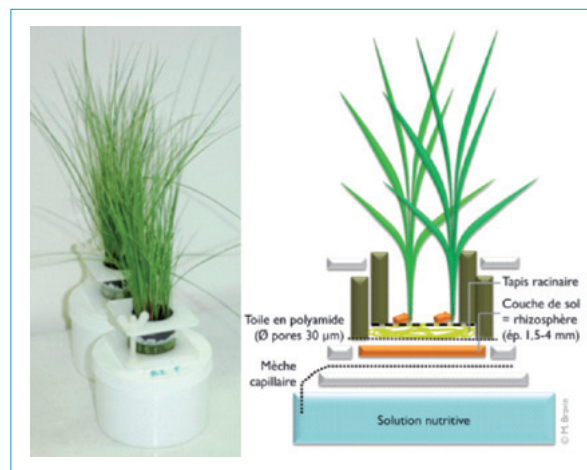 Tapis racinaire
Couche de sol
= rhizosphère
(ép. 1,5-4 mm)
Toile en polyamide
(Ø pores 30 µm)
Mèche
capillaire
Solution nutritive
© M. Bravin